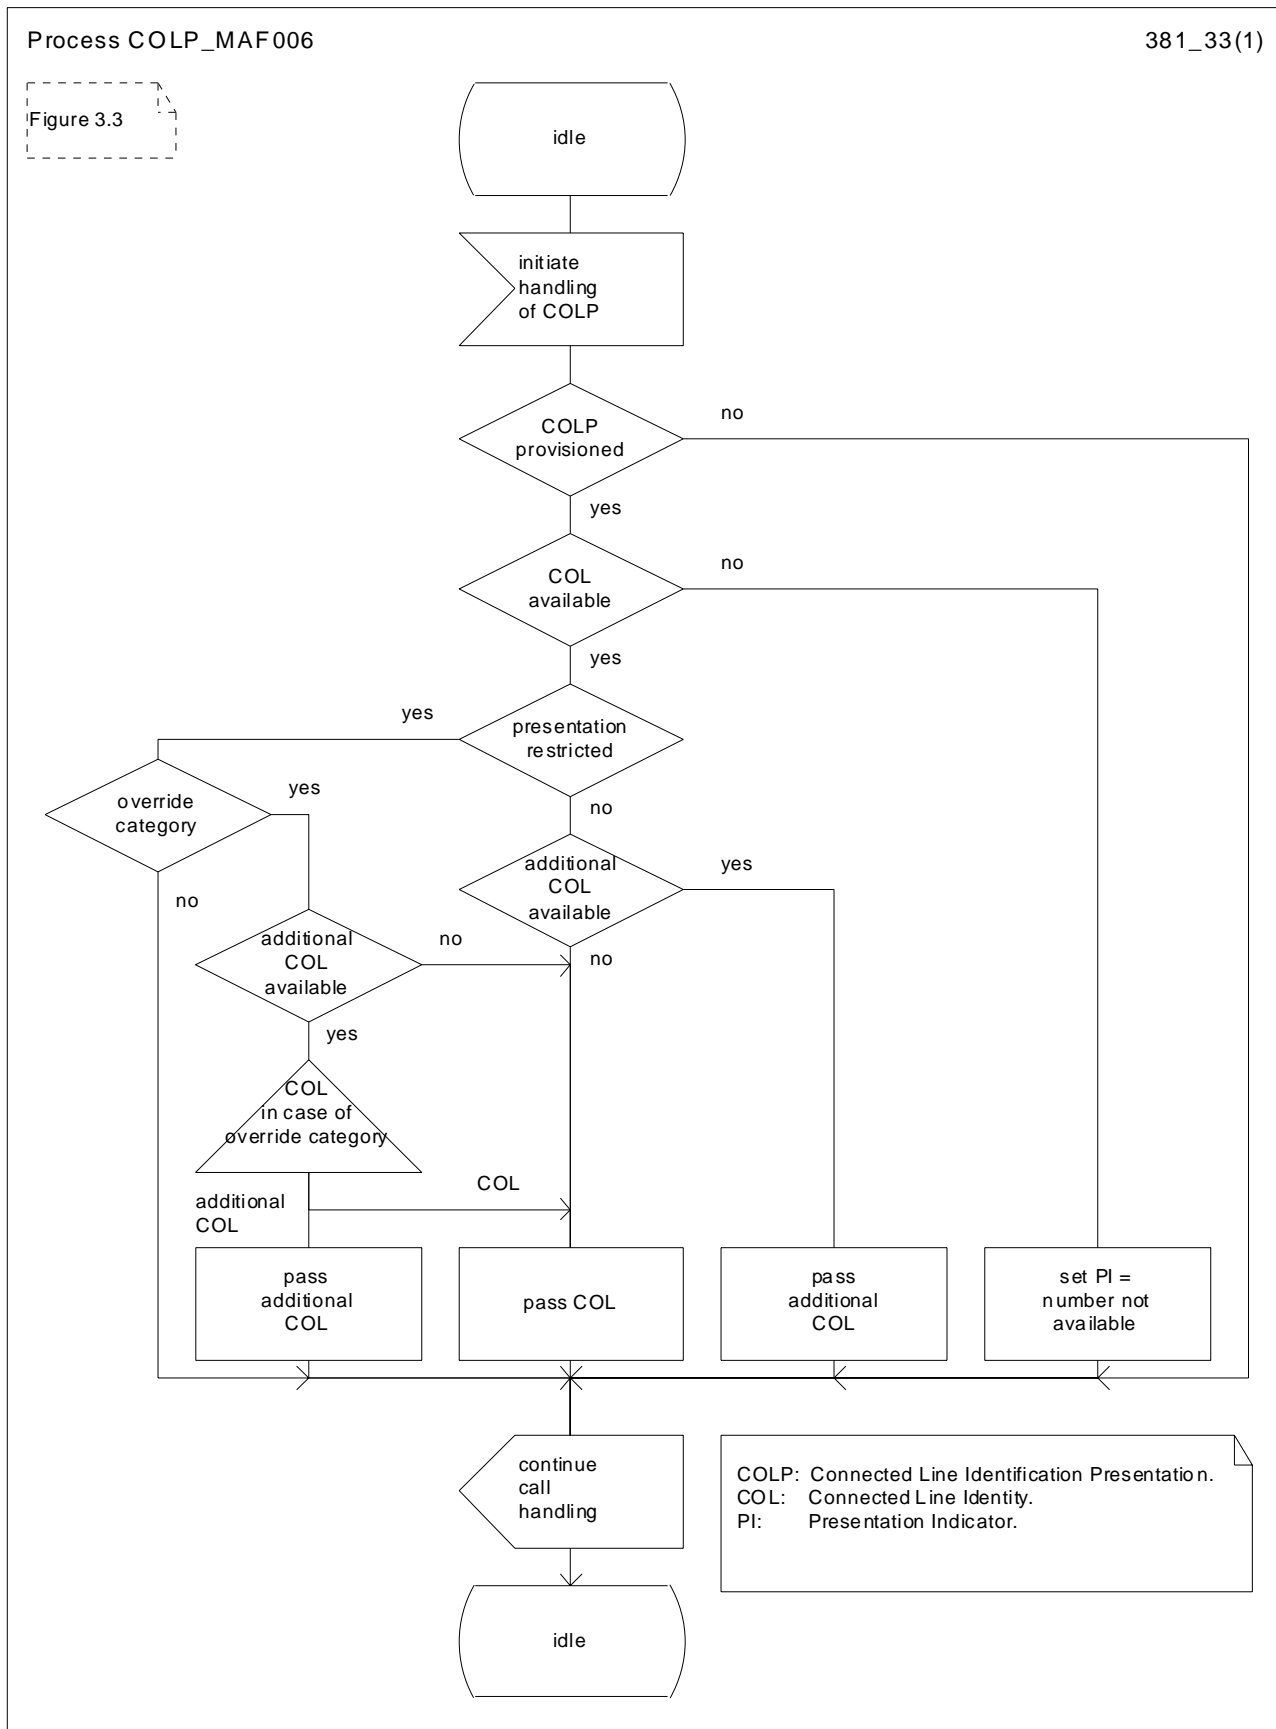 Process COLP_MAF006
381_33(1)
Figure 3.3
idle
initiate
handling
of COLP
COLP
provisioned
no
yes
COL
available
no
yes
presentation
restricted
yes
no
override
category
yes
no
additional
COL
available
yes
no
additional
COL
available
no
yes
COL
in case of
override category
additional
COL
COL
pass
additional
COL
pass COL
pass
additional
COL
set PI =
number not
available
continue
call
handling
COLP: Connected Line Identification Presentation.
COL: Connected Line Identity.
PI: Presentation Indicator.
idle